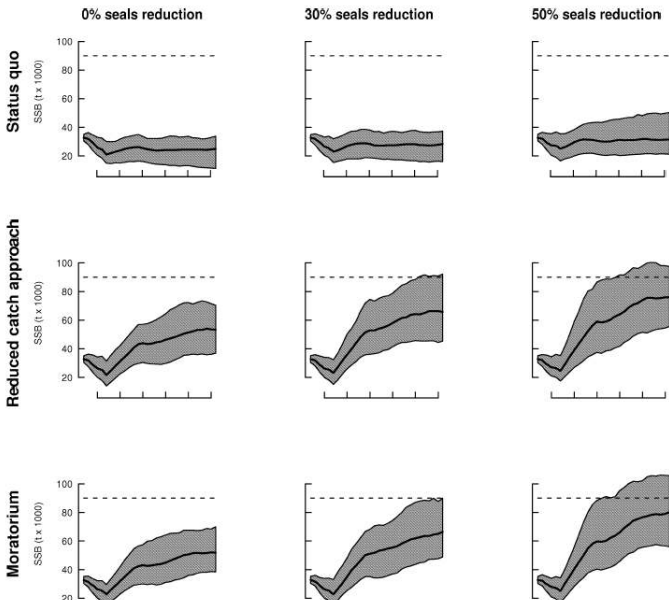 0% seals reduction 30% seals reduction 50% seals reduction
Status quo
SSB (t x 1000)
100
80
60
40
20
Reduced catch approach
SSB (t x 1000)
100
80
60
40
20
Moratorium
SSB (t x 1000)
100
80
60
40
20